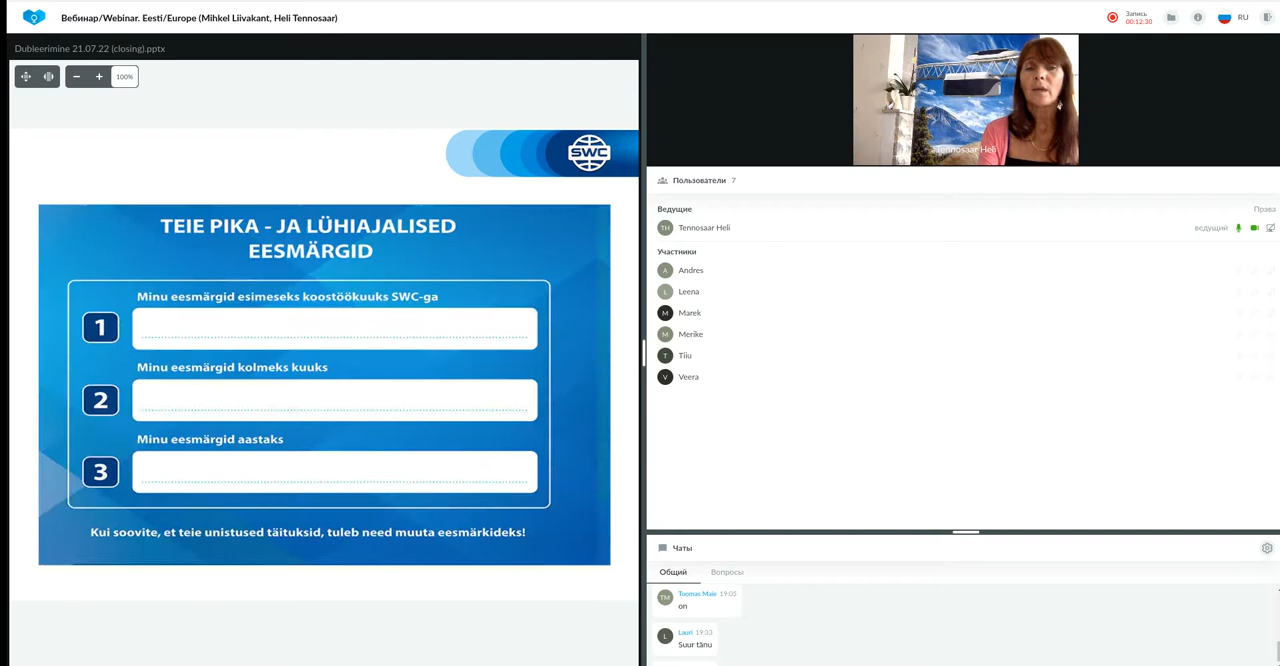 Вебинар/Webinar. Eesti/Europe (Mihkel Liivakant, Heli Tennosaar)
Запись
00:12:30
RU
Dubleerimine 21.07.22 (closing).pptx
100%
SWC
TEIE PIKA - JA LÜHIAJALISED
EESMÄRGID
Minu eesmärgid esimeseks koostöökuuks SWC-ga
1
Minu eesmärgid kolmeks kuuks
2
Minu eesmärgid aastaks
3
Kui soovite, et teie unistused täituksid, tuleb need muuta eesmärkideks!
Tennosaar Heli
Пользователи 7
Ведущие Права
TH Tennosaar Heli ведущий
Участники
A Andres
L Leena
M Marek
M Merike
T Tiiu
V Veera
Чаты
Общий Вопросы
TM Toomas Maie 19:05
on
L Lauri 19:33
Suur tänu